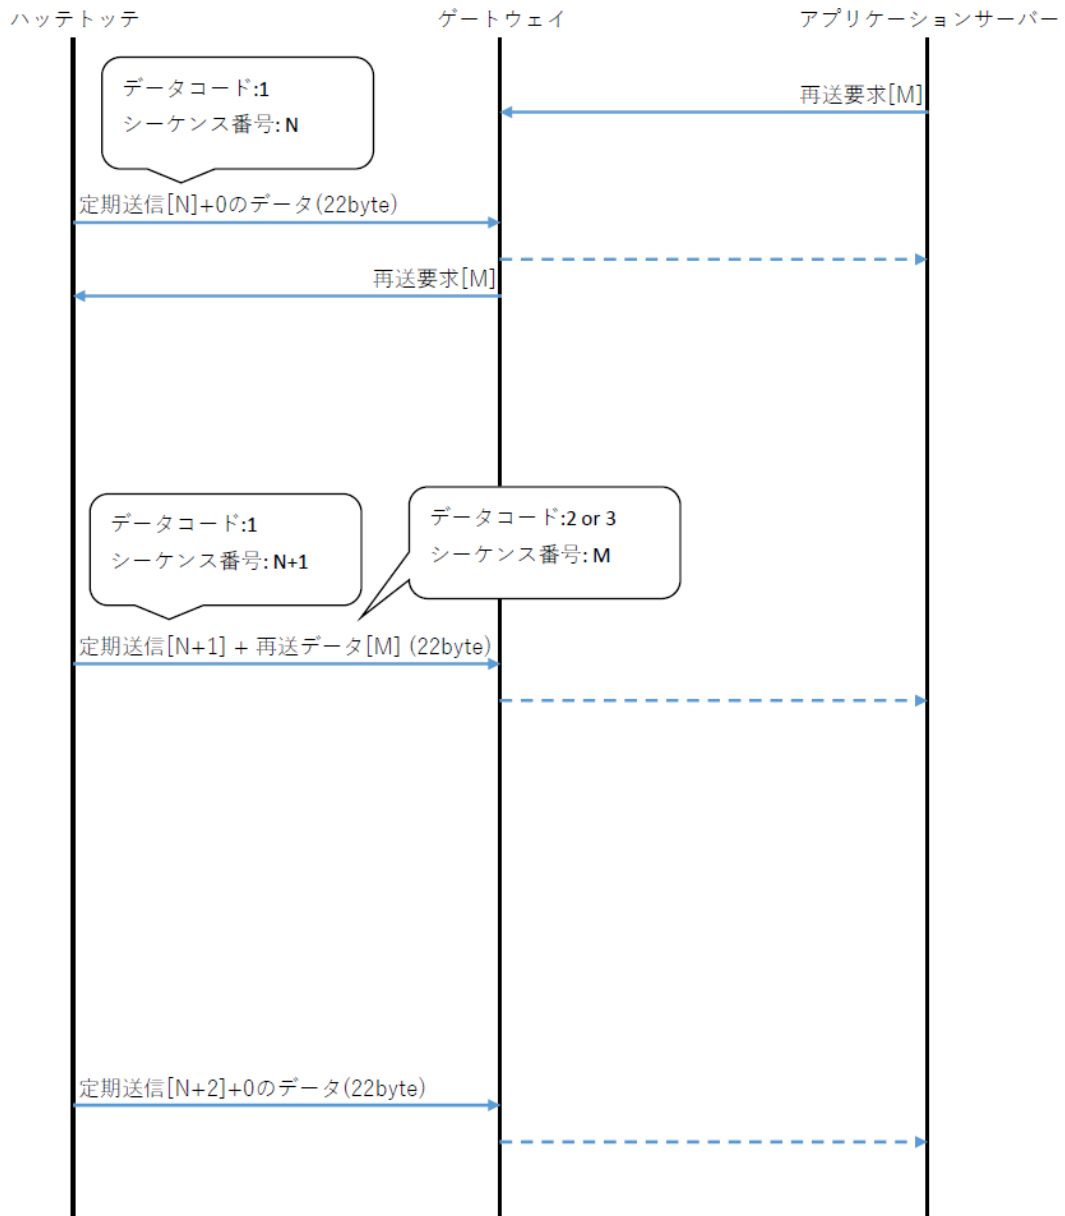 ハッテトッテ
ゲートウェイ
アプリケーションサーバー
データコード:1
シーケンス番号: N
再送要求[M]
定期送信[N]+0のデータ(22byte)
再送要求[M]
データコード:1
シーケンス番号: N+1
データコード:2 or 3
シーケンス番号: M
定期送信[N+1] + 再送データ[M] (22byte)
定期送信[N+2]+0のデータ(22byte)